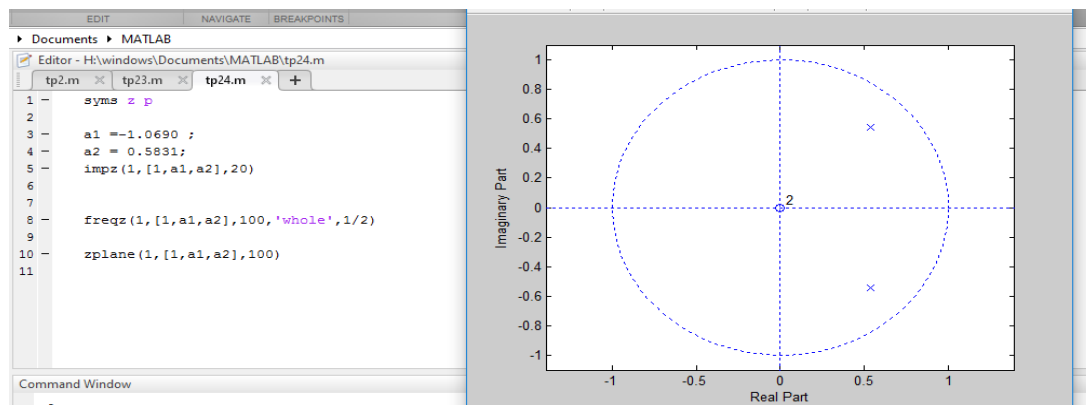 EDIT NAVIGATE BREAKPOINTS
Documents MATLAB
Editor - H:\windows\Documents\MATLAB\tp24.m
tp2.m tp23.m tp24.m
1 syms z p
2
3 a1 =-1.0690 ;
4 a2 = 0.5831;
5 impz(1,[1,a1,a2],20)
6
7
8 freqz(1,[1,a1,a2],100,'whole',1/2)
9
10 zplane(1,[1,a1,a2],100)
11
Command Window
1
0.8
0.6
0.4
0.2
0
-0.2
-0.4
-0.6
-0.8
-1
Imaginary Part
2
-1 -0.5 0 0.5 1
Real Part